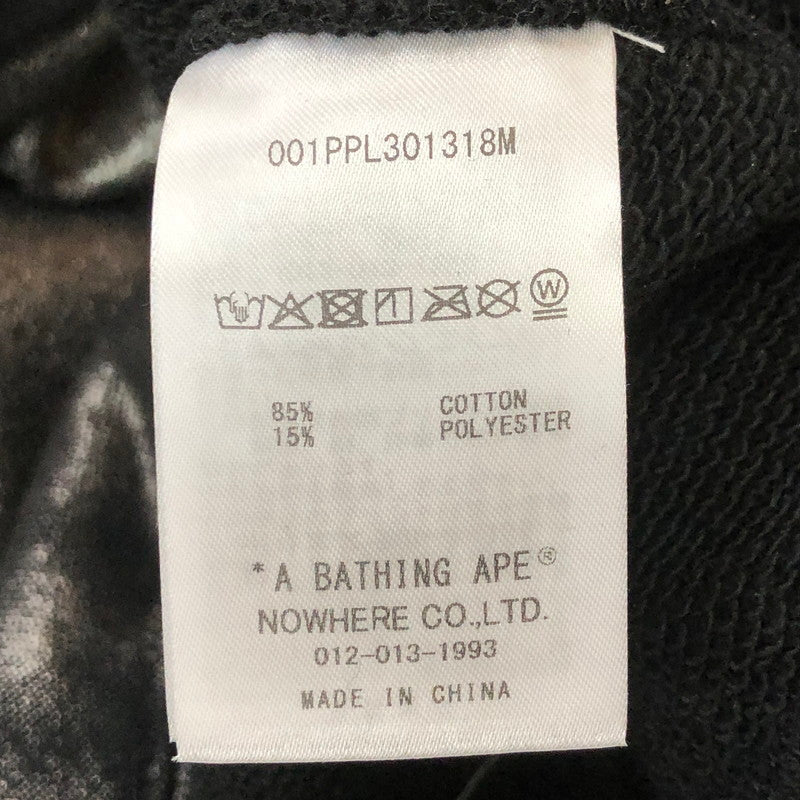 001PPL301318M
W
85% COTTON
15% POLYESTER
*A BATHING APE®
NOWHERE CO.,LTD.
012-013-1993
MADE IN CHINA